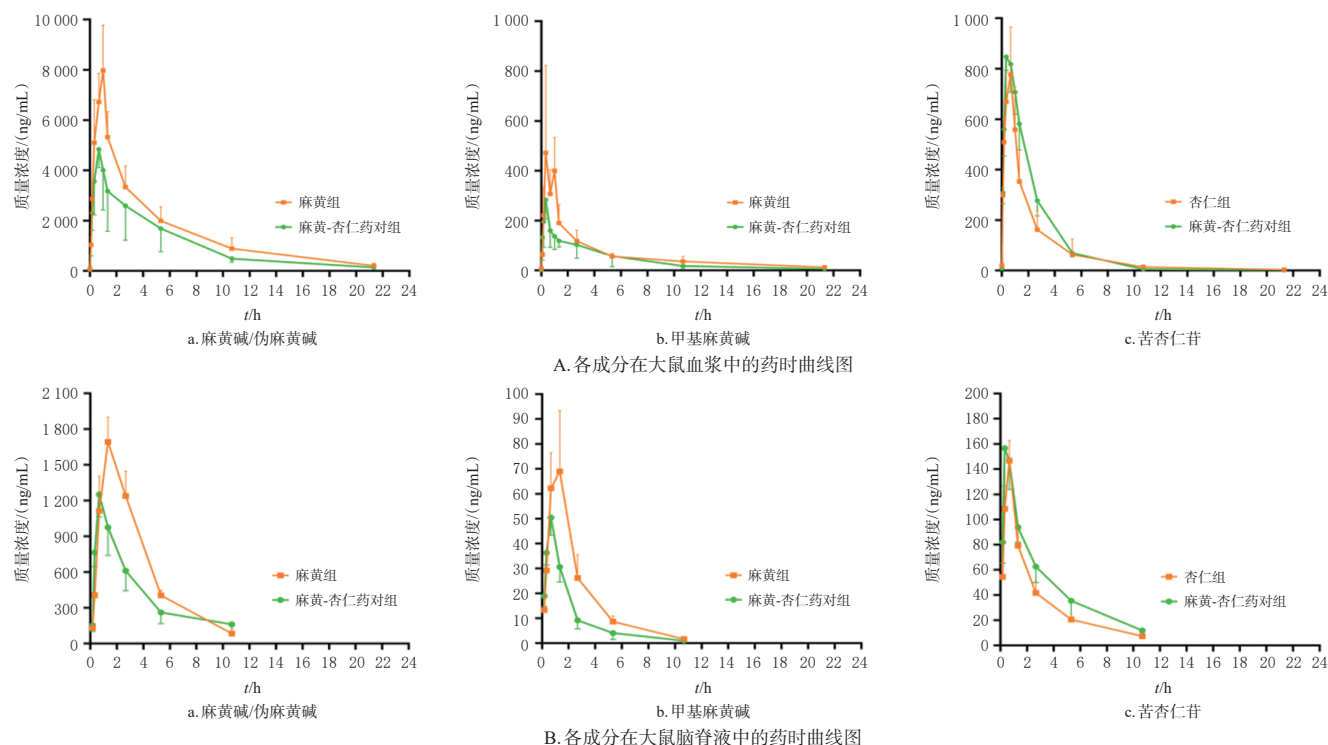 10 000
8 000
6 000
4 000
2 000
0
质量浓度/(ng/mL)
麻黄组
麻黄-杏仁药对组
0 2 4 6 8 10 12 14 16 18 20 22 24
t/h
a.麻黄碱/伪麻黄碱
1 000
800
600
400
200
0
质量浓度/(ng/mL)
麻黄组
麻黄-杏仁药对组
0 2 4 6 8 10 12 14 16 18 20 22 24
t/h
b.甲基麻黄碱
1 000
800
600
400
200
0
质量浓度/(ng/mL)
杏仁组
麻黄-杏仁药对组
0 2 4 6 8 10 12 14 16 18 20 22 24
t/h
c.苦杏仁苷
A.各成分在大鼠血浆中的药时曲线图
2 100
1 800
1 500
1 200
900
600
300
0
质量浓度/(ng/mL)
麻黄组
麻黄-杏仁药对组
0 2 4 6 8 10 12 14 16 18 20 22 24
t/h
a.麻黄碱/伪麻黄碱
100
90
80
70
60
50
40
30
20
10
0
质量浓度/(ng/mL)
麻黄组
麻黄-杏仁药对组
0 2 4 6 8 10 12 14 16 18 20 22 24
t/h
b.甲基麻黄碱
200
180
160
140
120
100
80
60
40
20
0
质量浓度/(ng/mL)
杏仁组
麻黄-杏仁药对组
0 2 4 6 8 10 12 14 16 18 20 22 24
t/h
c.苦杏仁苷
B.各成分在大鼠脑脊液中的药时曲线图